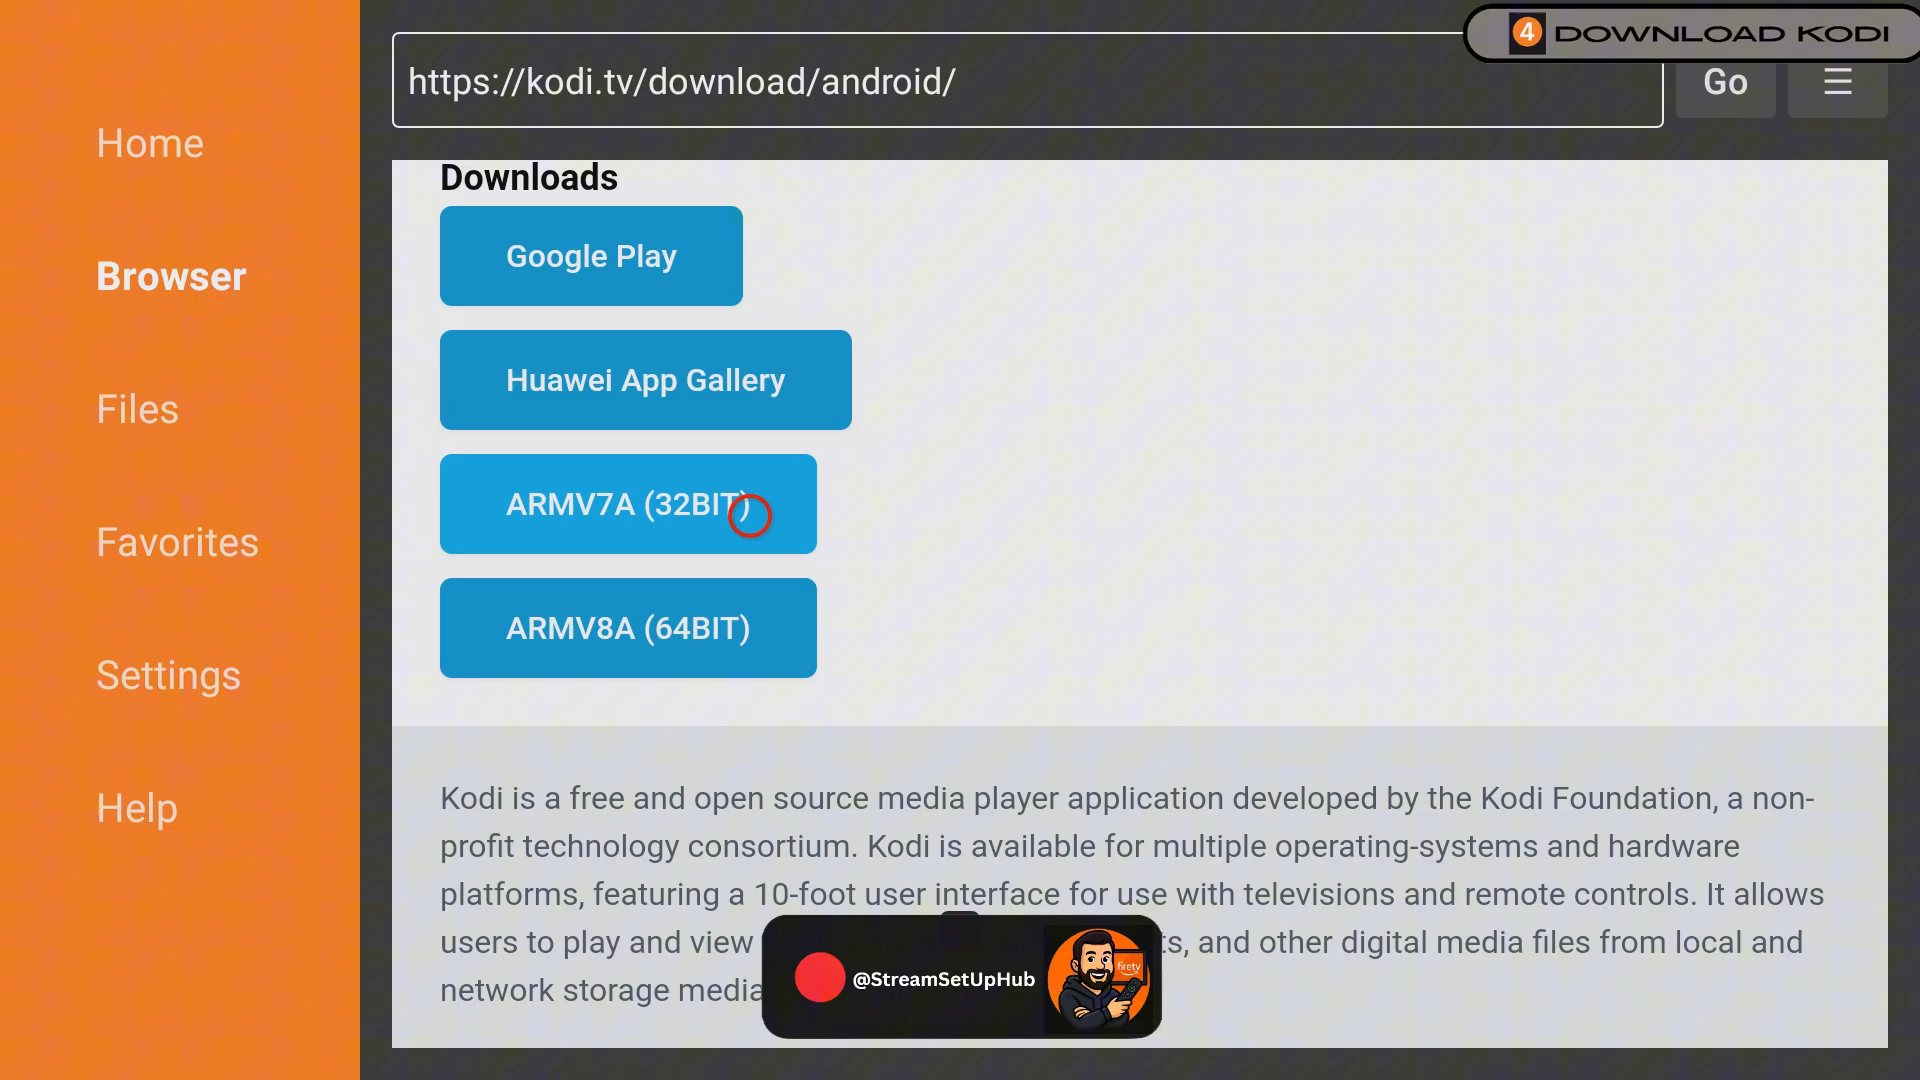 4 DOWNLOAD KODI
https://kodi.tv/download/android/
Go
Home
Browser
Files
Favorites
Settings
Help
Downloads
Google Play
Huawei App Gallery
ARMV7A (32BIT)
ARMV8A (64BIT)
Kodi is a free and open source media player application developed by the Kodi Foundation, a non-
profit technology consortium. Kodi is available for multiple operating-systems and hardware
platforms, featuring a 10-foot user interface for use with televisions and remote controls. It allows
users to play and view ts, and other digital media files from local and
network storage media
@StreamSetUpHub
firetv